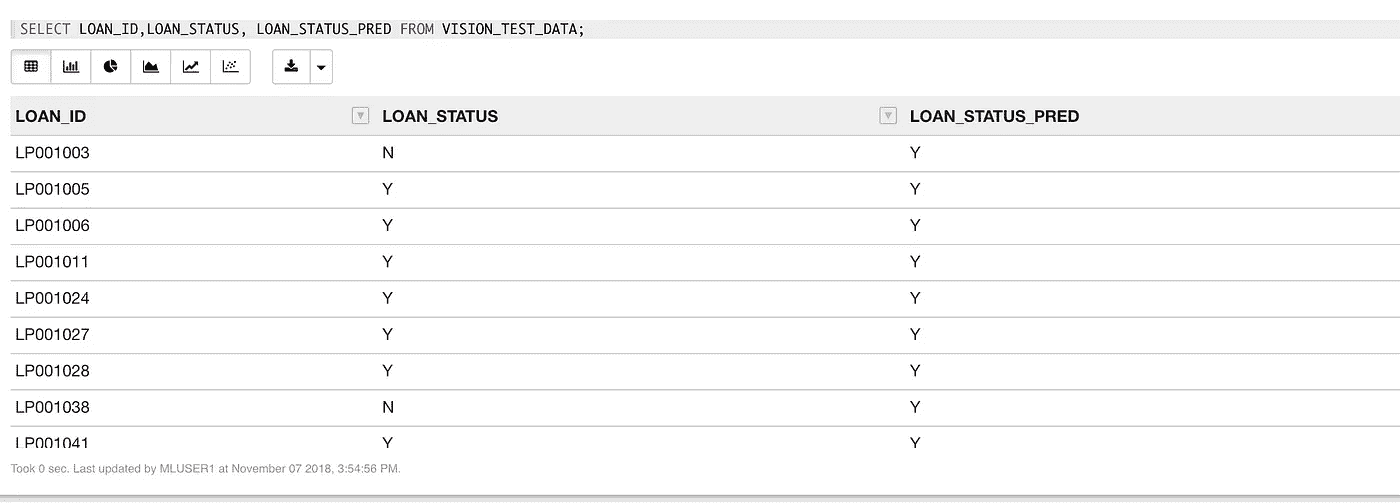 SELECT LOAN_ID,LOAN_STATUS, LOAN_STATUS_PRED FROM VISION_TEST_DATA;
LOAN_ID LOAN_STATUS LOAN_STATUS_PRED
LP001003 N Y
LP001005 Y Y
LP001006 Y Y
LP001011 Y Y
LP001024 Y Y
LP001027 Y Y
LP001028 Y Y
LP001038 N Y
LP001041 Y Y
Took 0 sec. Last updated by MLUSER1 at November 07 2018, 3:54:56 PM.